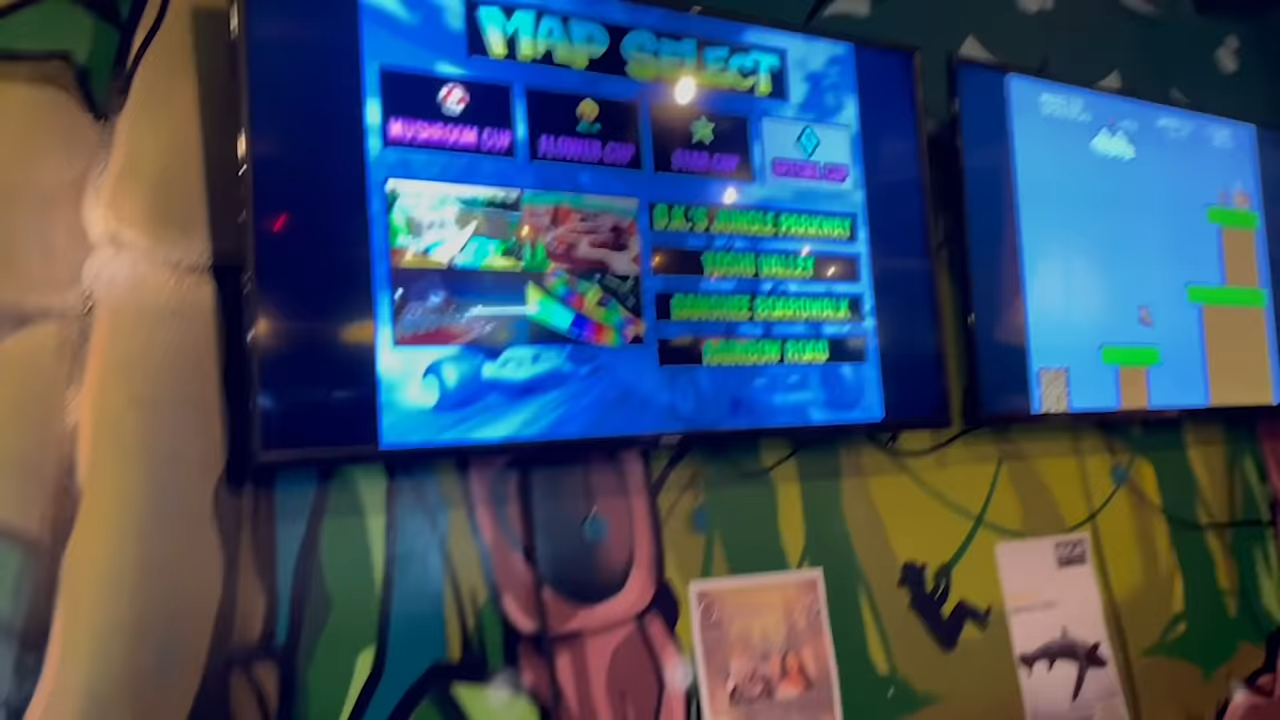 MAP SELECT
MUSHROOM CUP
FLOWER CUP
STAR CUP
SPECIAL CUP
D.K.'S JUNGLE PARKWAY
YOSHI VALLEY
BANSHEE BOARDWALK
RAINBOW ROAD